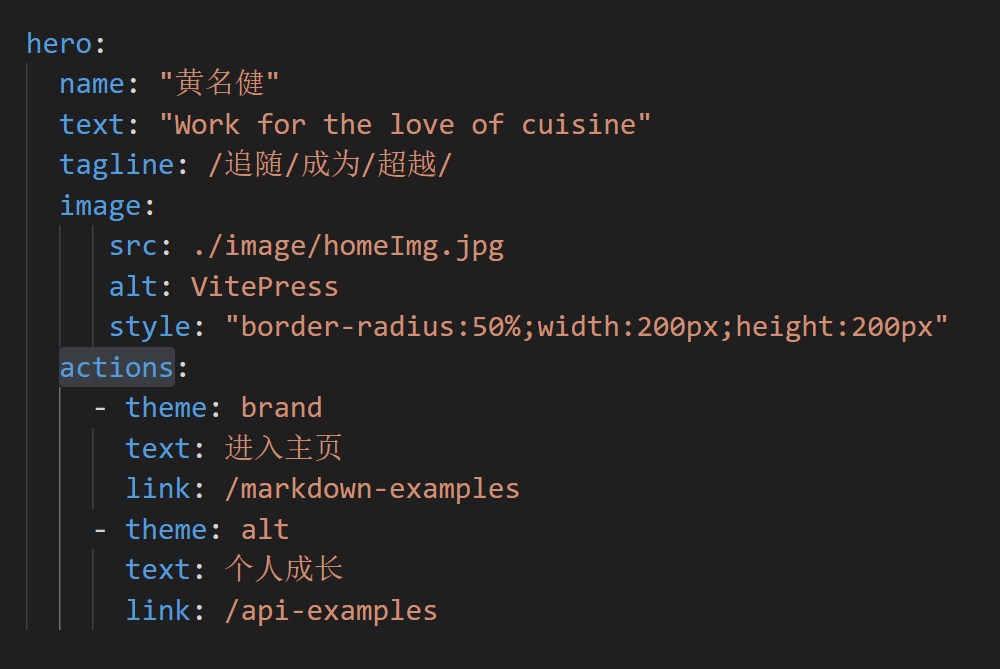 hero:
name: "黄名健"
text: "Work for the love of cuisine"
tagline: /追随/成为/超越/
image:
src: ./image/homeImg.jpg
alt: VitePress
style: "border-radius:50%;width:200px;height:200px"
actions:
- theme: brand
text: 进入主页
link: /markdown-examples
- theme: alt
text: 个人成长
link: /api-examples